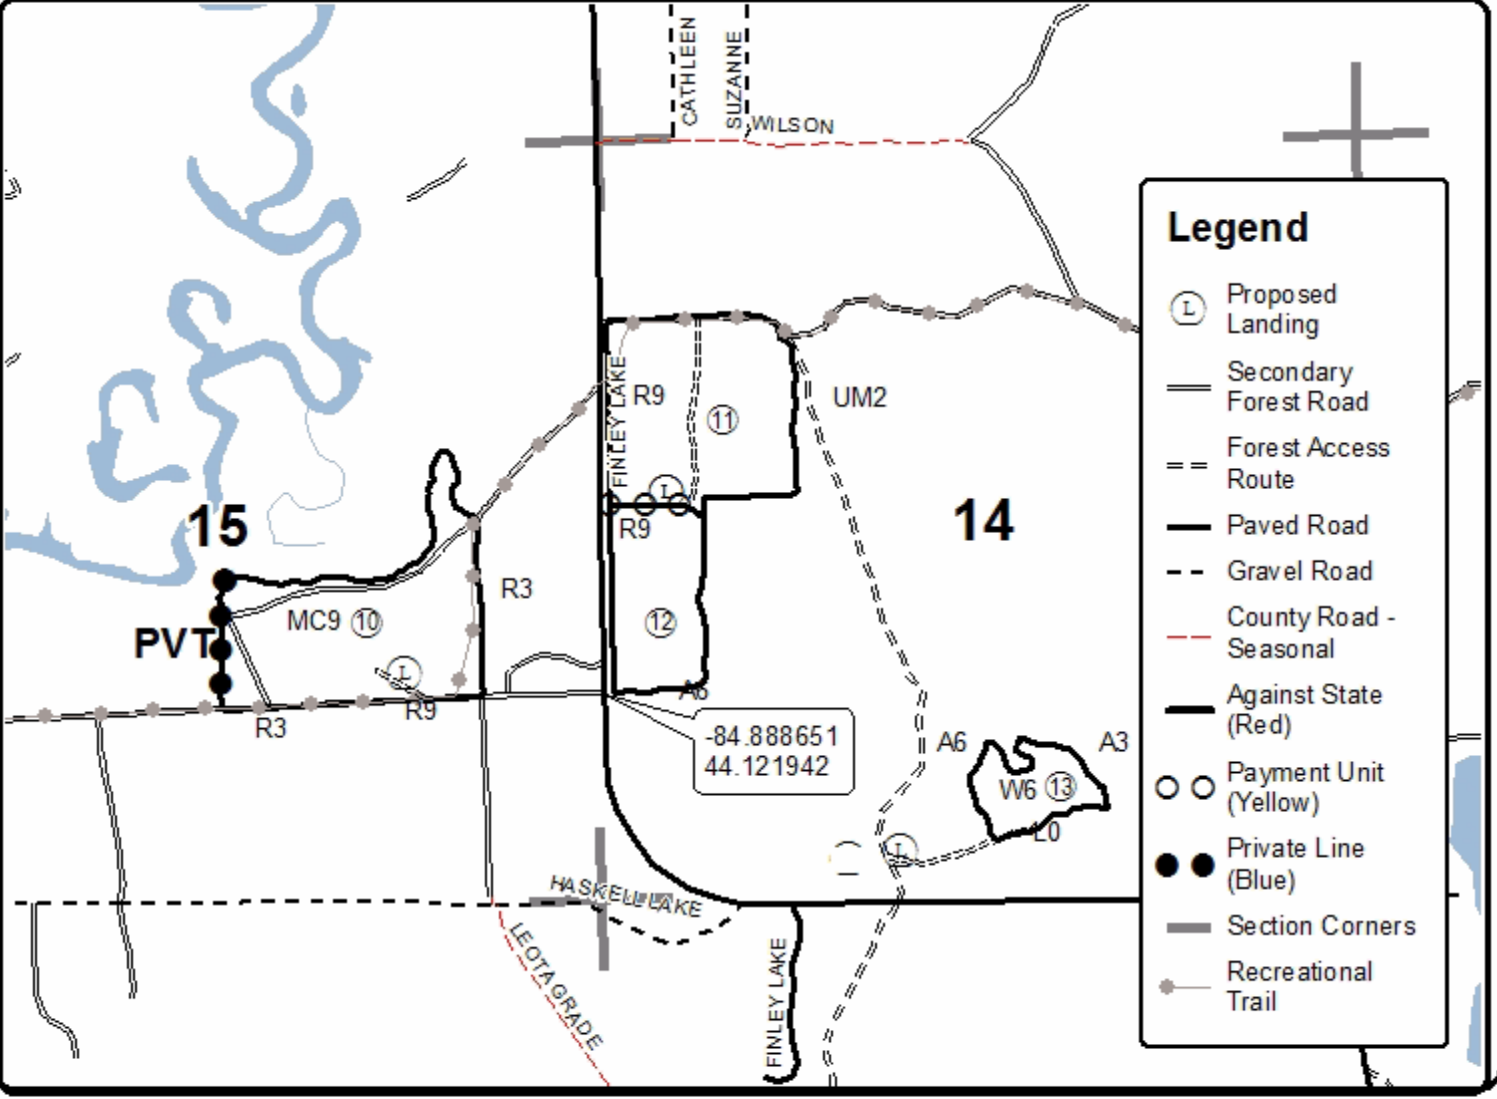 CATHLEEN
SUZANNE
WILSON
Legend
L
Proposed
Landing
Secondary
Forest Road
Forest Access
Route
Paved Road
Gravel Road
County Road -
Seasonal
Against State
(Red)
Payment Unit
(Yellow)
Private Line
(Blue)
Section Corners
Recreational
Trail
FINLEY LAKE
R9
11
UM2
L
R9
15
14
R3
MC9 10
12
PVT
L
R9
R3
A6
-84.888651
44.121942
A6
A3
W6 13
L0
L
HASKELL LAKE
LEOTA GRADE
FINLEY LAKE